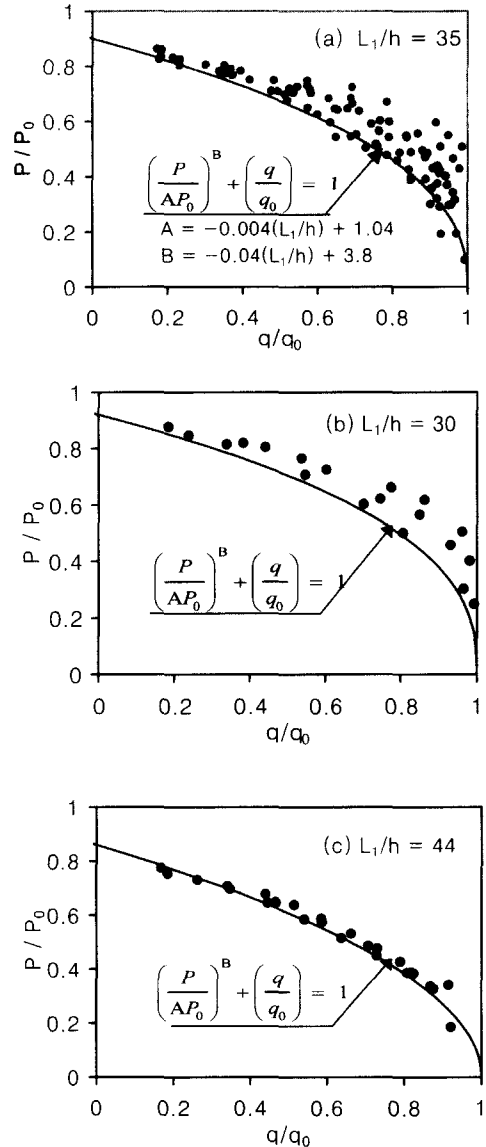 1
(a) L₁/h = 35
0.8
0.6
P / P₀
0.4
(P/AP₀)^B + (q/q₀) = 1
0.2
A = -0.004(L₁/h) + 1.04
B = -0.04(L₁/h) + 3.8
0
0 0.2 0.4 0.6 0.8 1
q/q₀
1
(b) L₁/h = 30
0.8
0.6
P / P₀
0.4
(P/AP₀)^B + (q/q₀) = 1
0.2
0
0 0.2 0.4 0.6 0.8 1
q/q₀
1
(c) L₁/h = 44
0.8
0.6
P / P₀
0.4
(P/AP₀)^B + (q/q₀) = 1
0.2
0
0 0.2 0.4 0.6 0.8 1
q/q₀